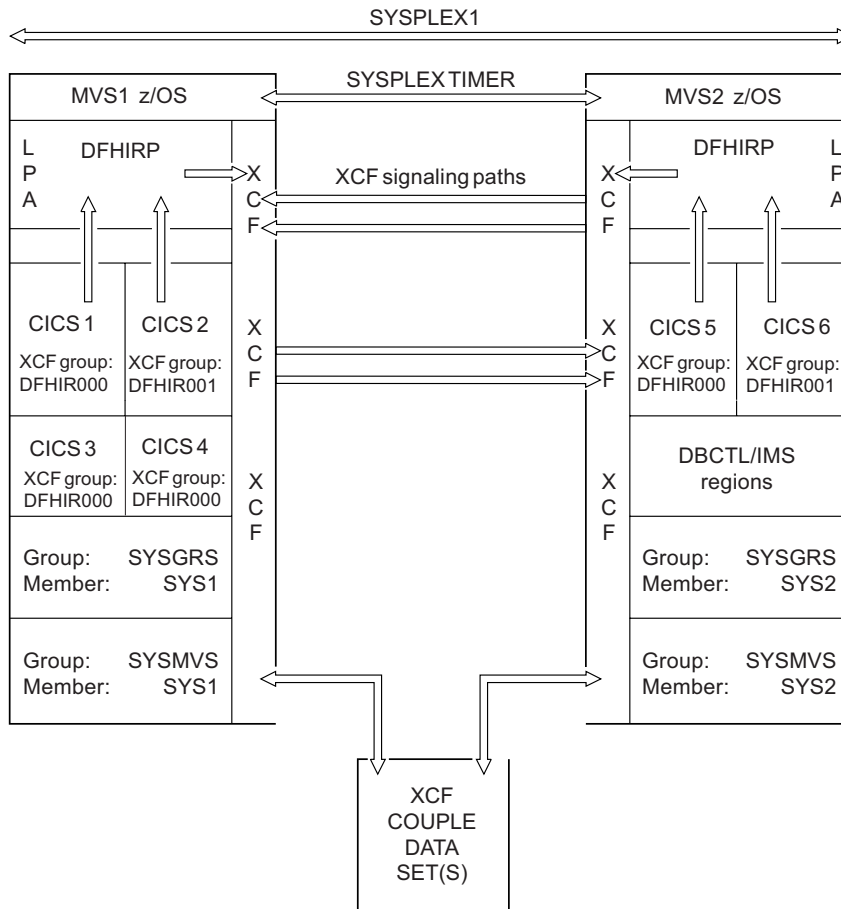 SYSPLEX1
MVS1 z/OS
SYSPLEX TIMER
MVS2 z/OS
L
P
A
DFHIRP
X
C
F
XCF signaling paths
X
C
F
DFHIRP
L
P
A
CICS 1
XCF group:
DFHIR000
CICS 2
XCF group:
DFHIR001
X
C
F
X
C
F
CICS 5
XCF group:
DFHIR000
CICS 6
XCF group:
DFHIR001
CICS 3
XCF group:
DFHIR000
CICS 4
XCF group:
DFHIR000
X
C
F
X
C
F
DBCTL/IMS
regions
Group: SYSGRS
Member: SYS1
Group: SYSGRS
Member: SYS2
Group: SYSMVS
Member: SYS1
Group: SYSMVS
Member: SYS2
XCF
COUPLE
DATA
SET(S)